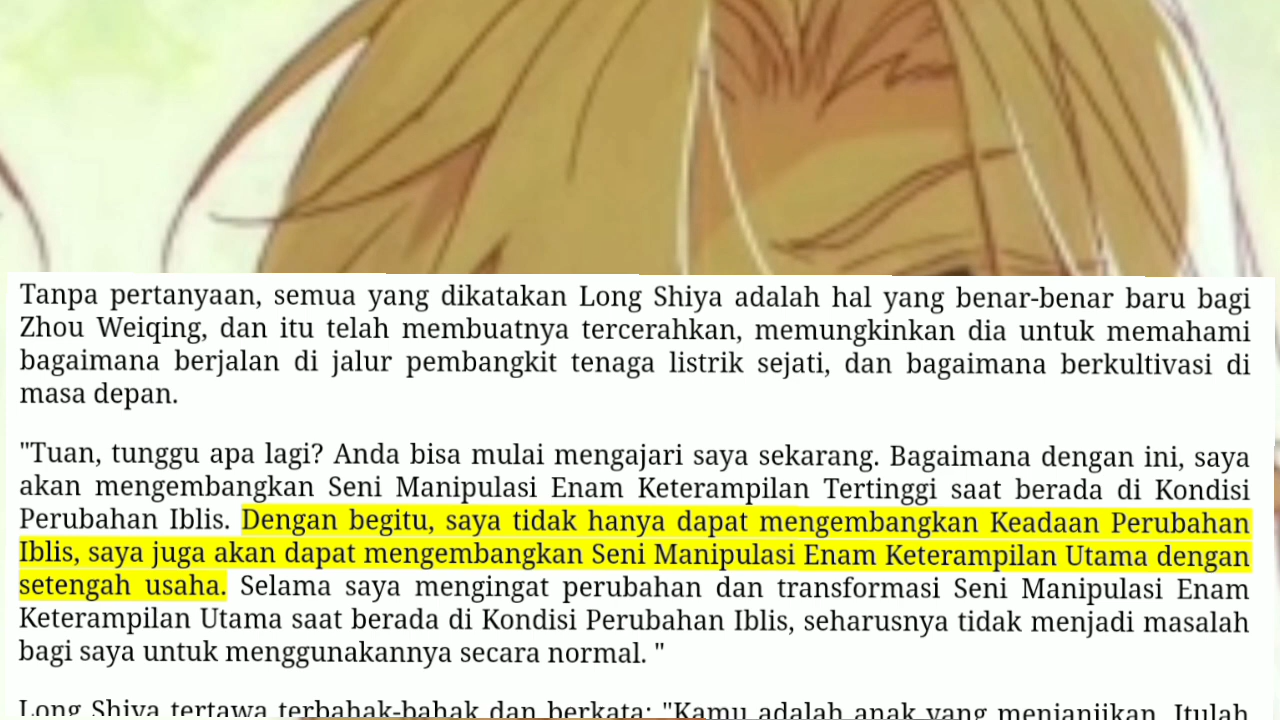 Tanpa pertanyaan, semua yang dikatakan Long Shiya adalah hal yang benar-benar baru bagi
Zhou Weiqing, dan itu telah membuatnya tercerahkan, memungkinkan dia untuk memahami
bagaimana berjalan di jalur pembangkit tenaga listrik sejati, dan bagaimana berkultivasi di
masa depan.
"Tuan, tunggu apa lagi? Anda bisa mulai mengajari saya sekarang. Bagaimana dengan ini, saya
akan mengembangkan Seni Manipulasi Enam Keterampilan Tertinggi saat berada di Kondisi
Perubahan Iblis. Dengan begitu, saya tidak hanya dapat mengembangkan Keadaan Perubahan
Iblis, saya juga akan dapat mengembangkan Seni Manipulasi Enam Keterampilan Utama dengan
setengah usaha. Selama saya mengingat perubahan dan transformasi Seni Manipulasi Enam
Keterampilan Utama saat berada di Kondisi Perubahan Iblis, seharusnya tidak menjadi masalah
bagi saya untuk menggunakannya secara normal. "
Long Shiya tertawa terbahak-bahak dan berkata: "Kamu adalah anak yang menjanjikan. Itulah